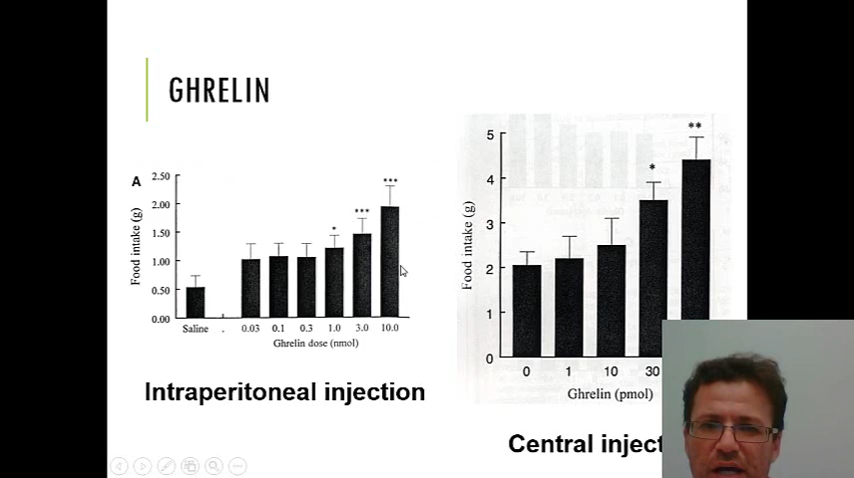 GHRELIN
A
2.50
2.00
1.50
1.00
0.50
0.00
Food intake (g)
*
***
***
Saline
0.03 0.1 0.3 1.0 3.0 10.0
Ghrelin dose (nmol)
Intraperitoneal injection
5
4
3
2
1
0
Food intake (g)
*
**
0 1 10 30
Ghrelin (pmol)
Central inject